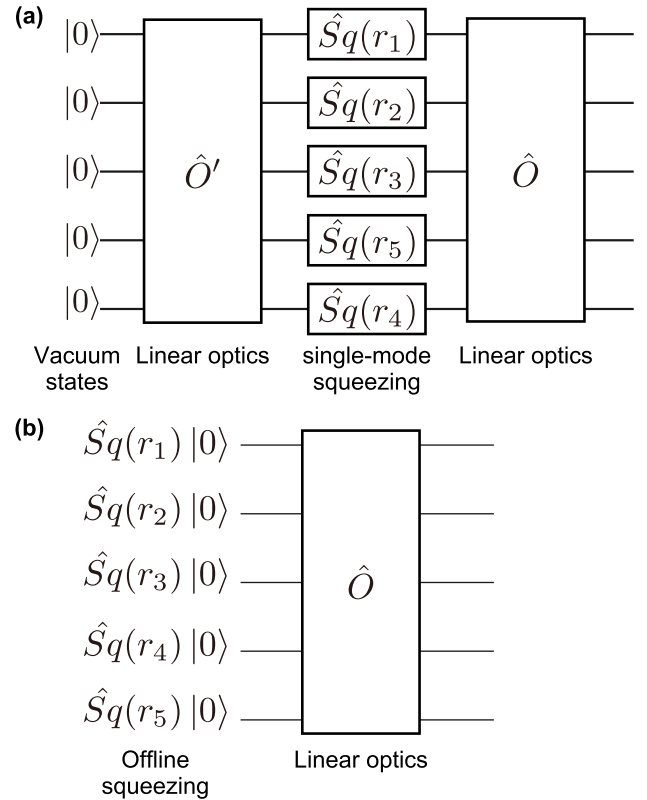 (a)
|0⟩ Ŝq(r₁)
|0⟩ Ŝq(r₂)
|0⟩ Ô′ Ŝq(r₃) Ô
|0⟩ Ŝq(r₅)
|0⟩ Ŝq(r₄)
Vacuum states Linear optics single-mode squeezing Linear optics
(b)
Ŝq(r₁) |0⟩
Ŝq(r₂) |0⟩
Ŝq(r₃) |0⟩ Ô
Ŝq(r₄) |0⟩
Ŝq(r₅) |0⟩
Offline squeezing Linear optics